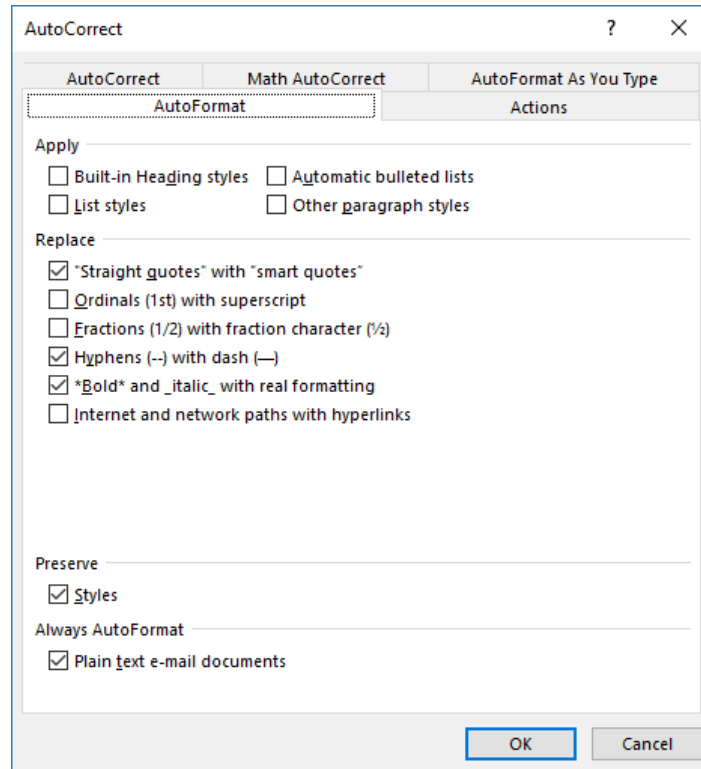 AutoCorrect ?
AutoCorrect Math AutoCorrect AutoFormat As You Type
AutoFormat Actions
Apply
Built-in Heading styles Automatic bulleted lists
List styles Other paragraph styles
Replace
"Straight quotes" with “smart quotes”
Ordinals (1st) with superscript
Fractions (1/2) with fraction character (½)
Hyphens (--) with dash (—)
*Bold* and _italic_ with real formatting
Internet and network paths with hyperlinks
Preserve
Styles
Always AutoFormat
Plain text e-mail documents
OK Cancel